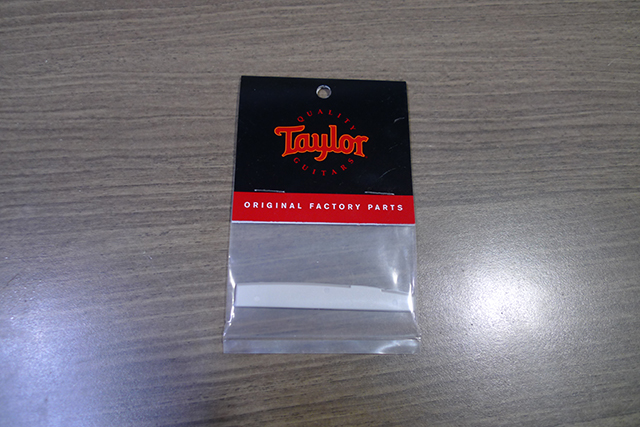 QUALITY
Taylor
GUITARS
ORIGINAL FACTORY PARTS